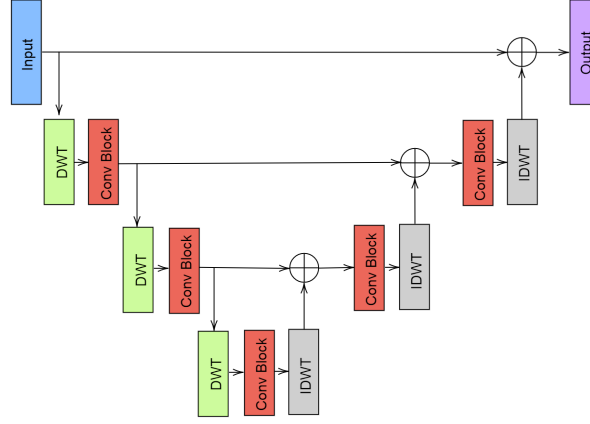 Input
Output
DWT
Conv Block
Conv Block
IDWT
DWT
Conv Block
Conv Block
IDWT
DWT
Conv Block
IDWT